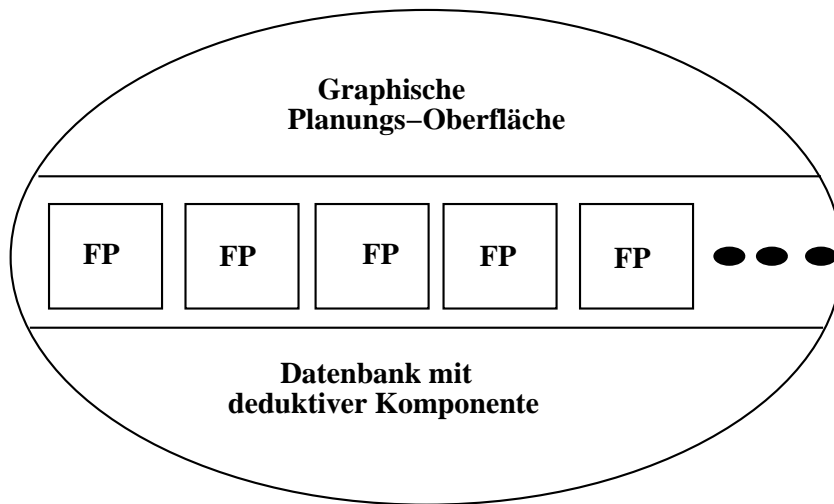 Graphische
Planungs–Oberfläche
FP FP FP FP FP
Datenbank mit
deduktiver Komponente